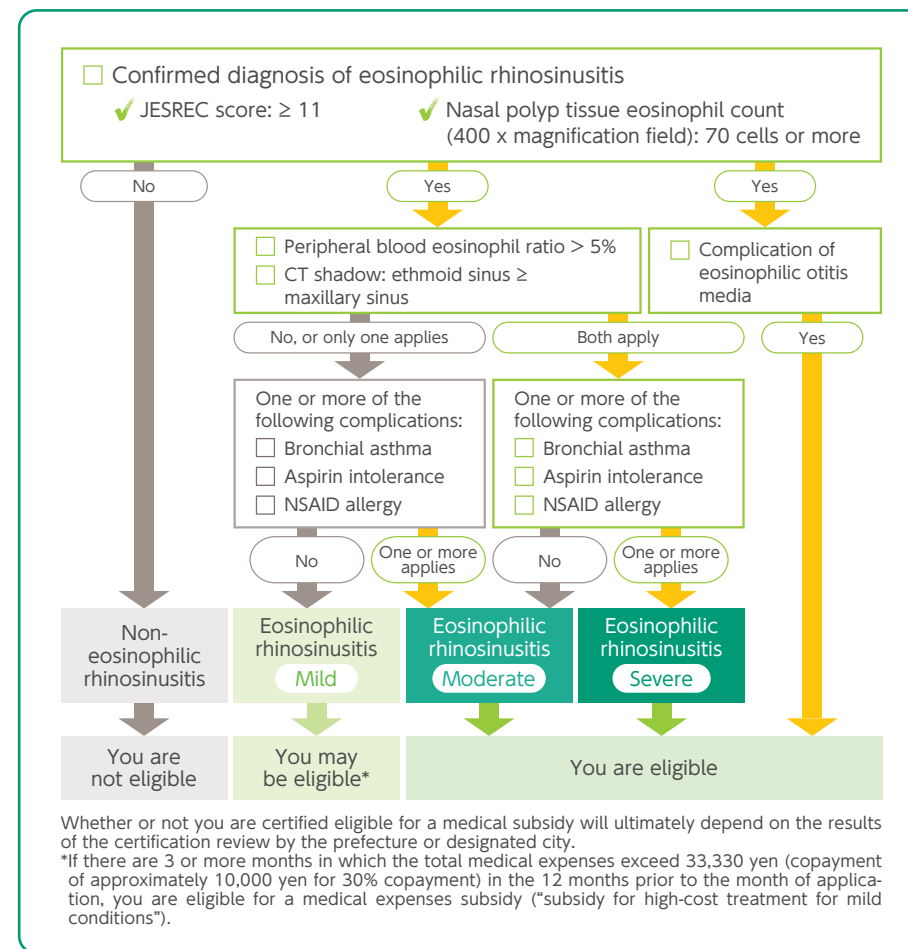 Confirmed diagnosis of eosinophilic rhinosinusitis
JESREC score: ≥ 11
Nasal polyp tissue eosinophil count
(400 x magnification field): 70 cells or more
No
Yes
Yes
Peripheral blood eosinophil ratio > 5%
CT shadow: ethmoid sinus ≥
maxillary sinus
Complication of
eosinophilic otitis
media
No, or only one applies
Both apply
Yes
One or more of the
following complications:
Bronchial asthma
Aspirin intolerance
NSAID allergy
One or more of the
following complications:
Bronchial asthma
Aspirin intolerance
NSAID allergy
No
One or more
applies
No
One or more
applies
Non-
eosinophilic
rhinosinusitis
Eosinophilic
rhinosinusitis
Mild
Eosinophilic
rhinosinusitis
Moderate
Eosinophilic
rhinosinusitis
Severe
You are
not eligible
You may
be eligible*
You are eligible
Whether or not you are certified eligible for a medical subsidy will ultimately depend on the results
of the certification review by the prefecture or designated city.
*If there are 3 or more months in which the total medical expenses exceed 33,330 yen (copayment
of approximately 10,000 yen for 30% copayment) in the 12 months prior to the month of applica-
tion, you are eligible for a medical expenses subsidy (“subsidy for high-cost treatment for mild
conditions”).